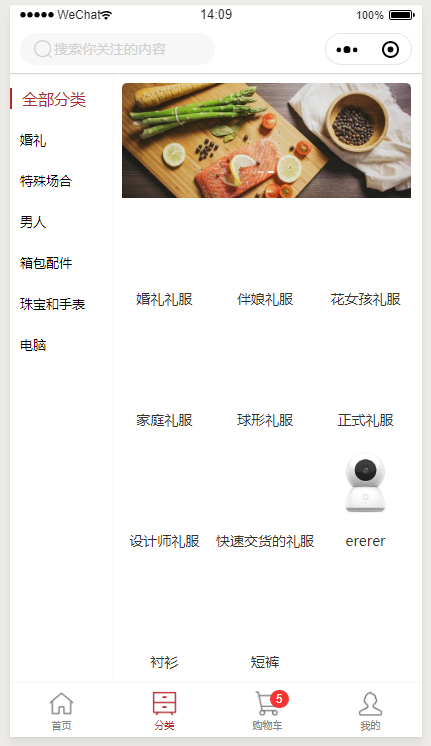 WeChat 14:09 100%
搜索你关注的内容
全部分类
婚礼
特殊场合
男人
箱包配件
珠宝和手表
电脑
婚礼礼服 伴娘礼服 花女孩礼服
家庭礼服 球形礼服 正式礼服
设计师礼服 快速交货的礼服 ererer
衬衫 短裤
5
首页 分类 购物车 我的